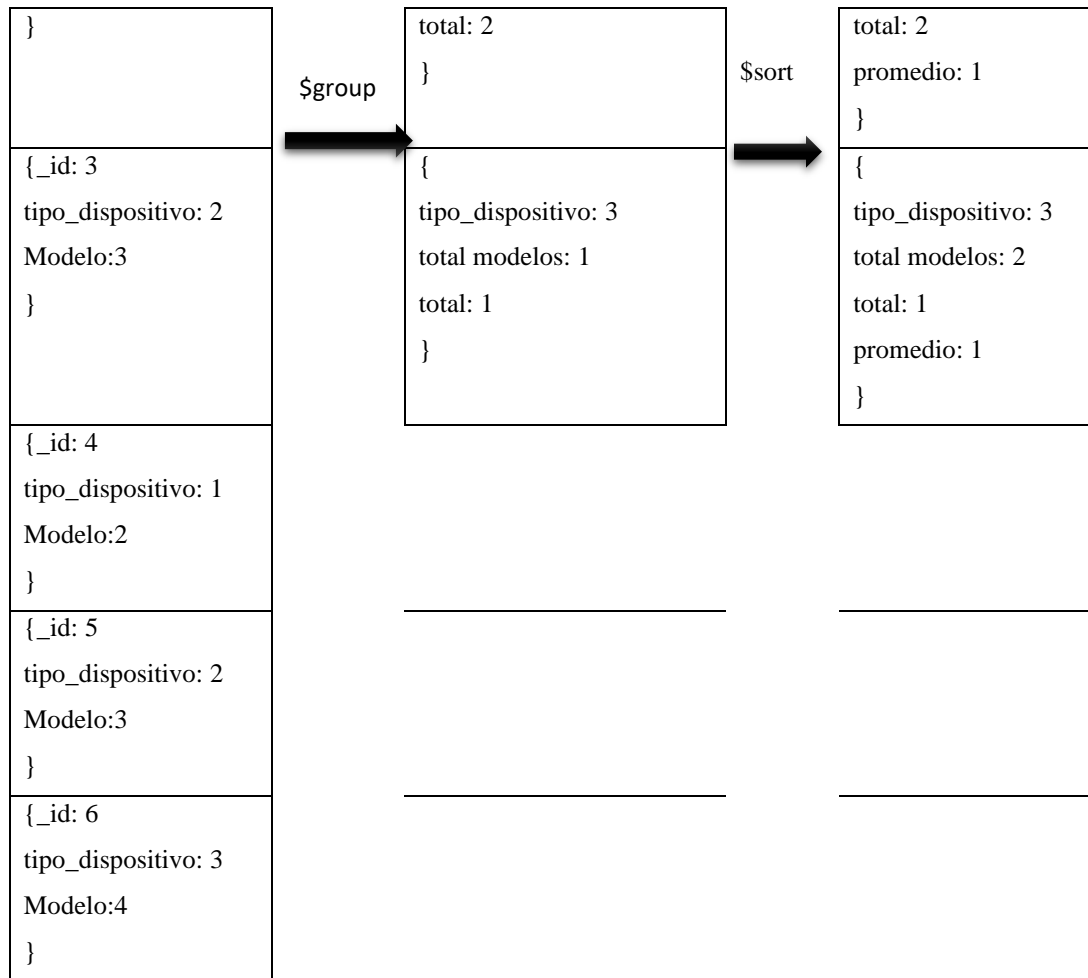 }
$group
total: 2
}
$sort
total: 2
promedio: 1
}
{_id: 3
tipo_dispositivo: 2
Modelo:3
}
{
tipo_dispositivo: 3
total modelos: 1
total: 1
}
{
tipo_dispositivo: 3
total modelos: 2
total: 1
promedio: 1
}
{_id: 4
tipo_dispositivo: 1
Modelo:2
}
{_id: 5
tipo_dispositivo: 2
Modelo:3
}
{_id: 6
tipo_dispositivo: 3
Modelo:4
}